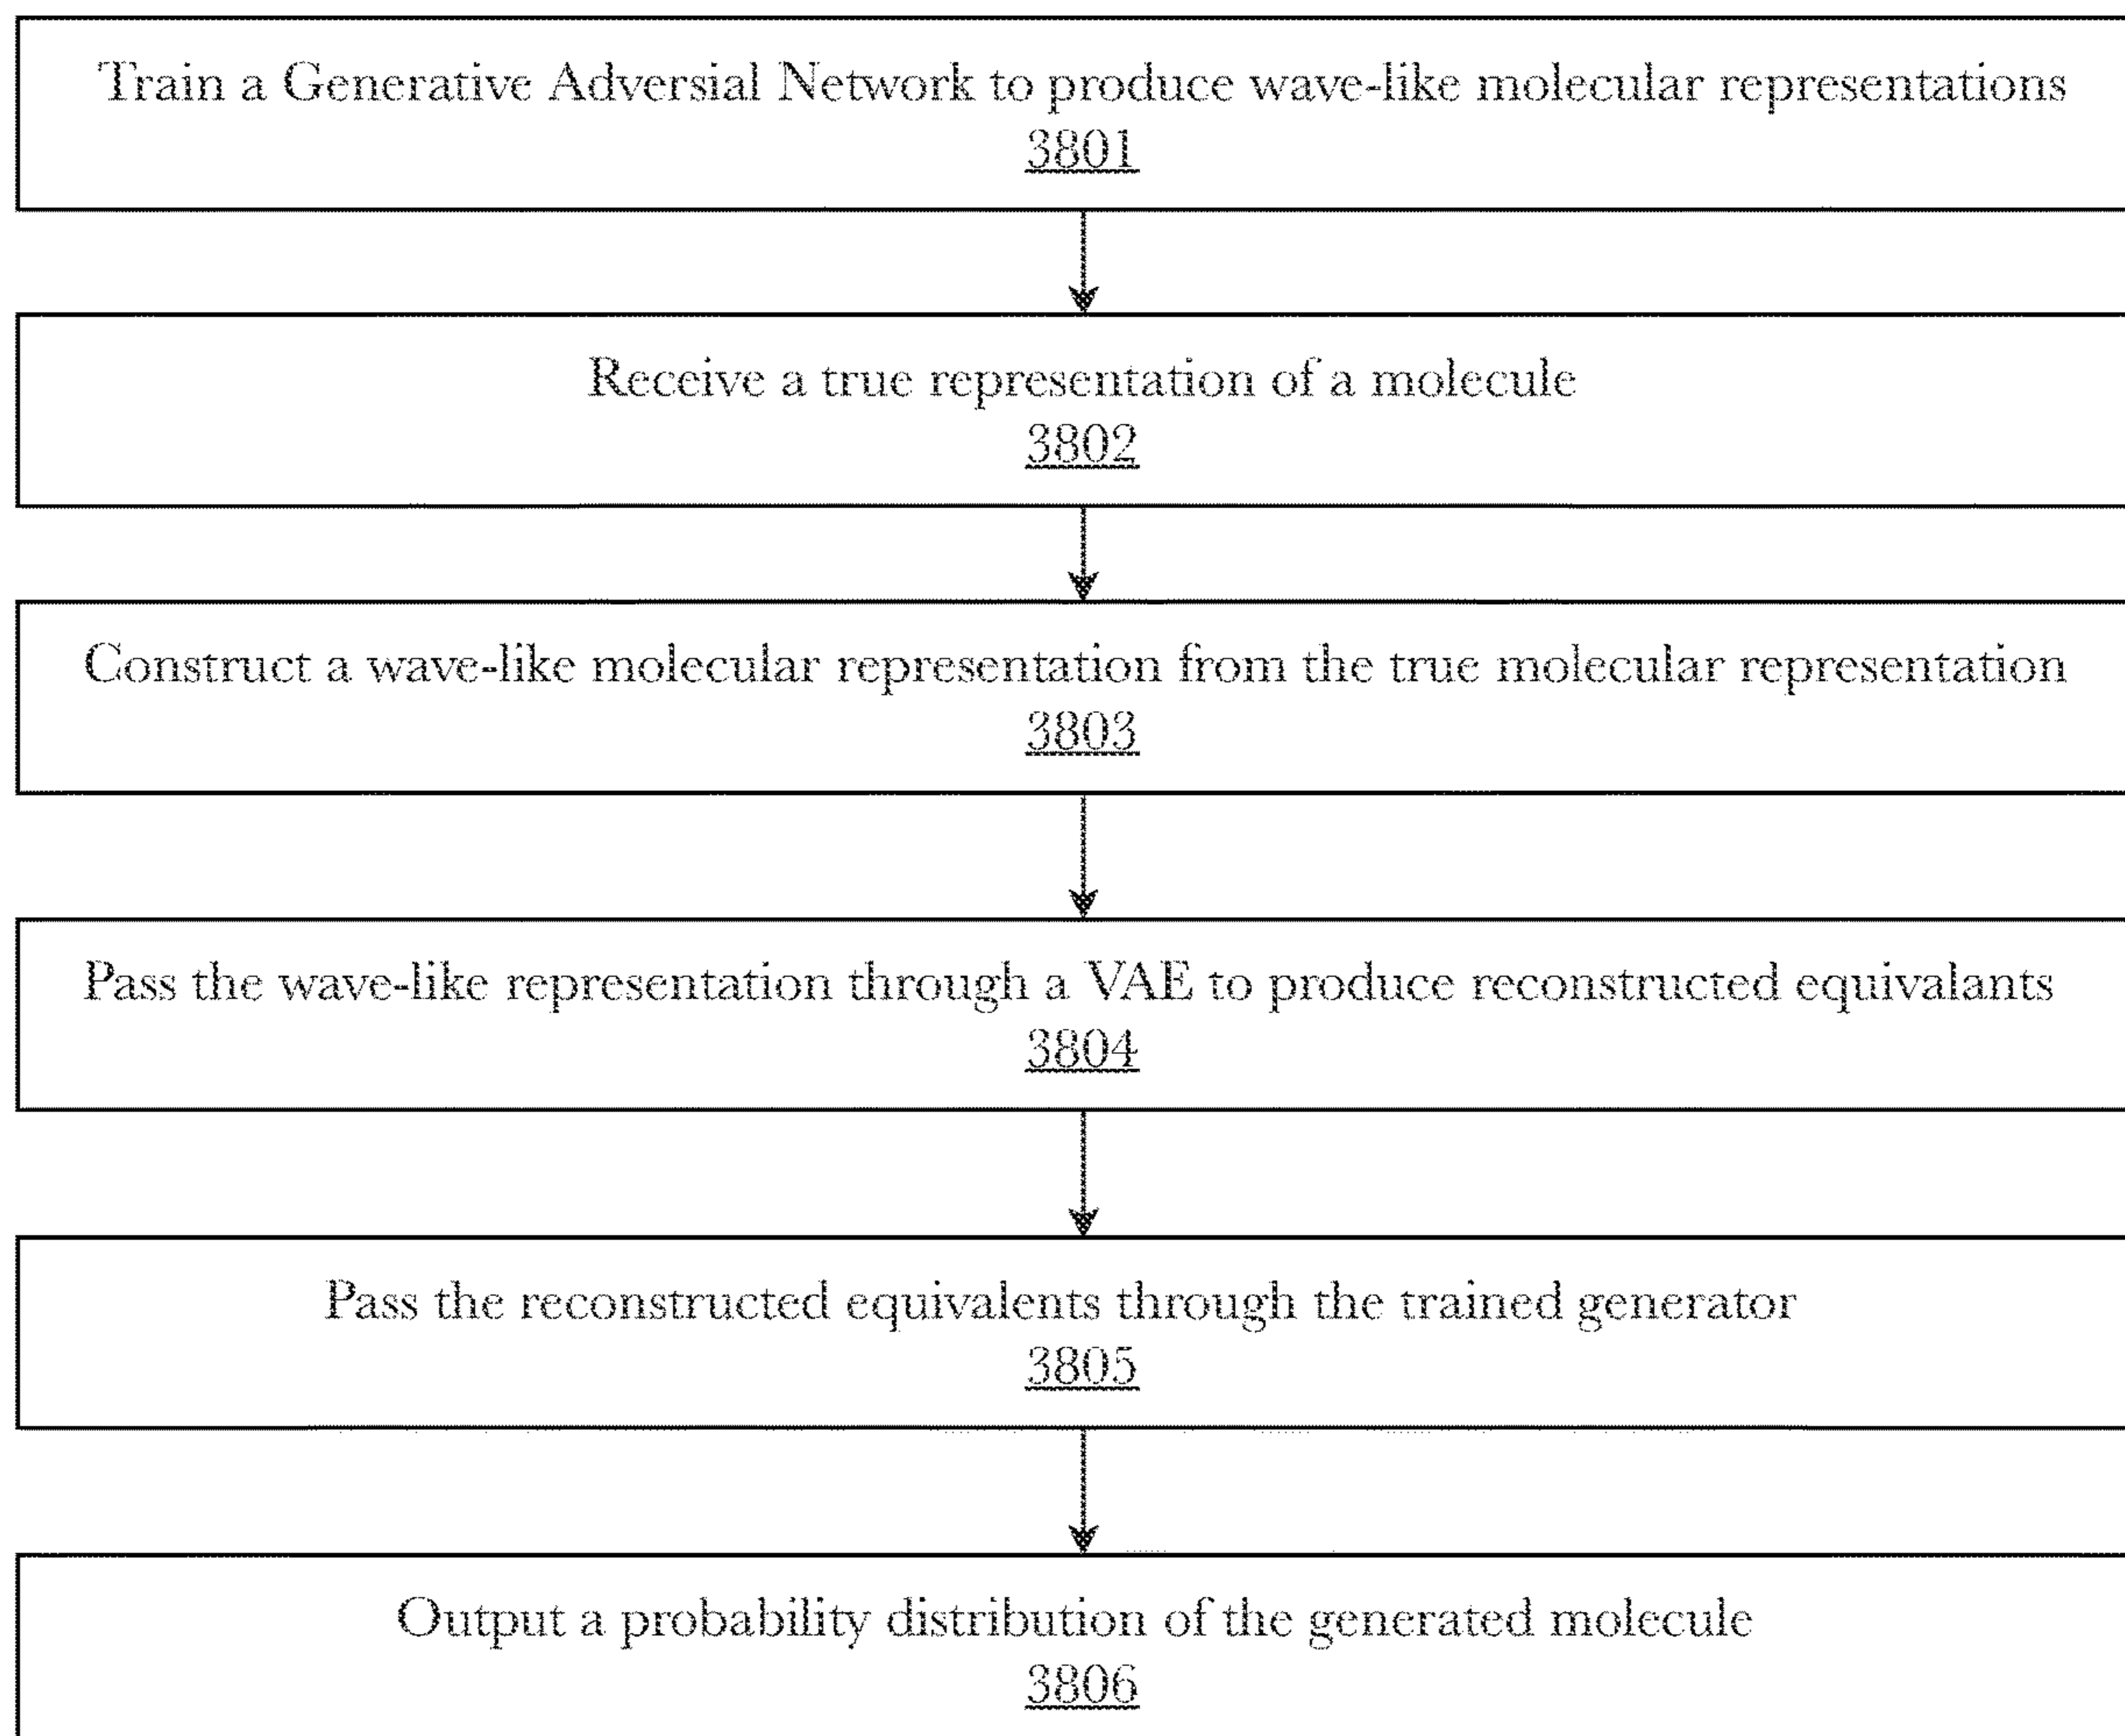 Train a Generative Adversial Network to produce wave-like molecular representations
3801
Receive a true representation of a molecule
3802
Construct a wave-like molecular representation from the true molecular representation
3803
Pass the wave-like representation through a VAE to produce reconstructed equivalants
3804
Pass the reconstructed equivalents through the trained generator
3805
Output a probability distribution of the generated molecule
3806